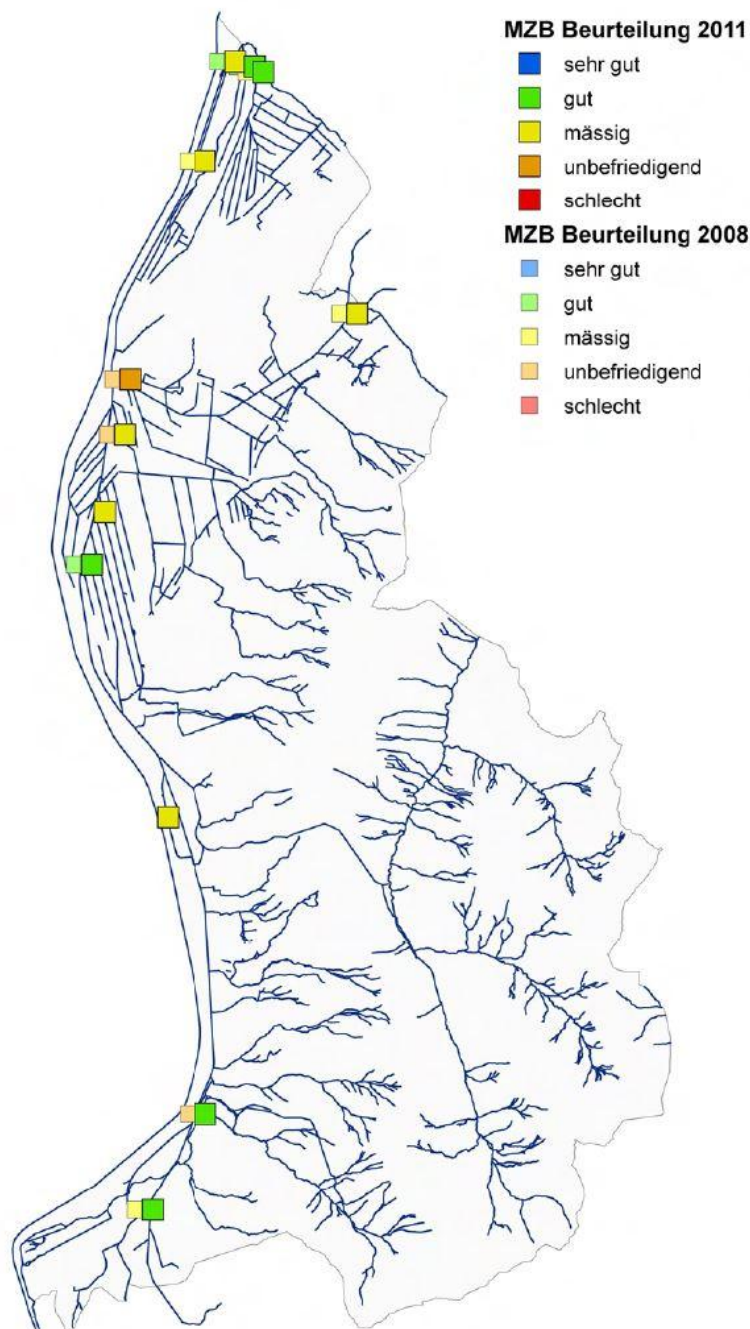 MZB Beurteilung 2011
sehr gut
gut
mässig
unbefriedigend
schlecht
MZB Beurteilung 2008
sehr gut
gut
mässig
unbefriedigend
schlecht